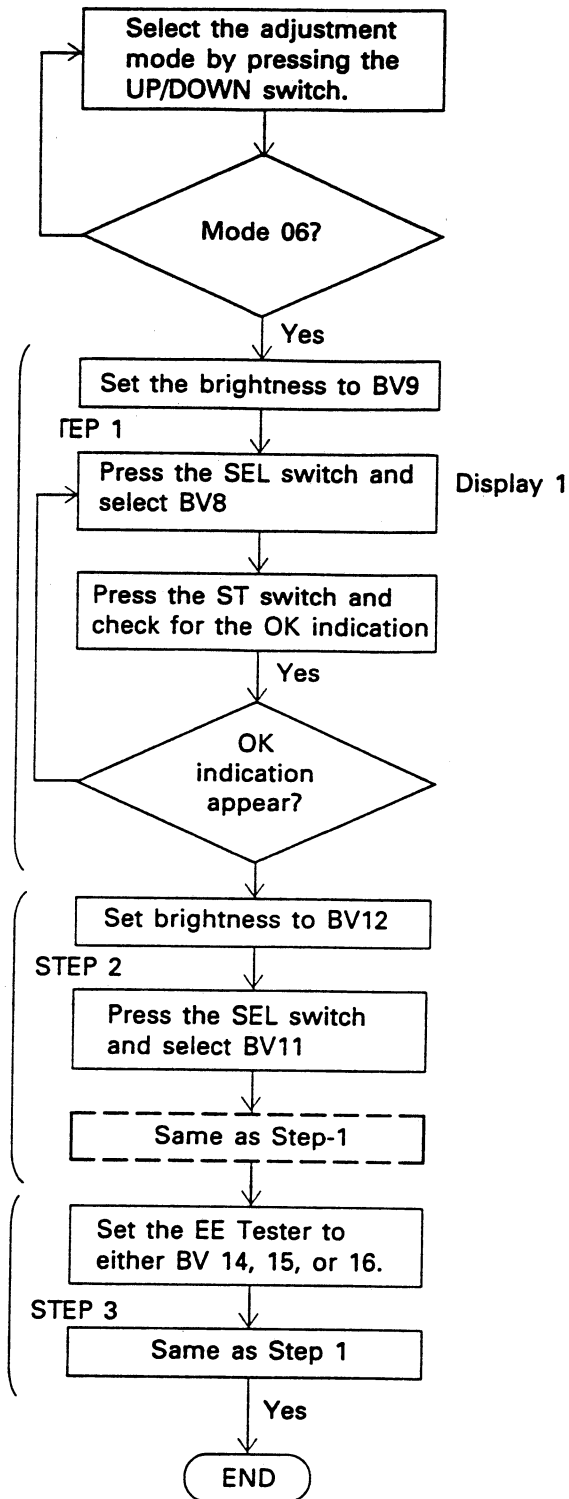 Select the adjustment
mode by pressing the
UP/DOWN switch.
Mode 06?
Yes
Set the brightness to BV9
TEP 1
Press the SEL switch and
select BV8
Display 1
Press the ST switch and
check for the OK indication
Yes
OK
indication
appear?
Set brightness to BV12
STEP 2
Press the SEL switch
and select BV11
Same as Step-1
Set the EE Tester to
either BV 14, 15, or 16.
STEP 3
Same as Step 1
Yes
END